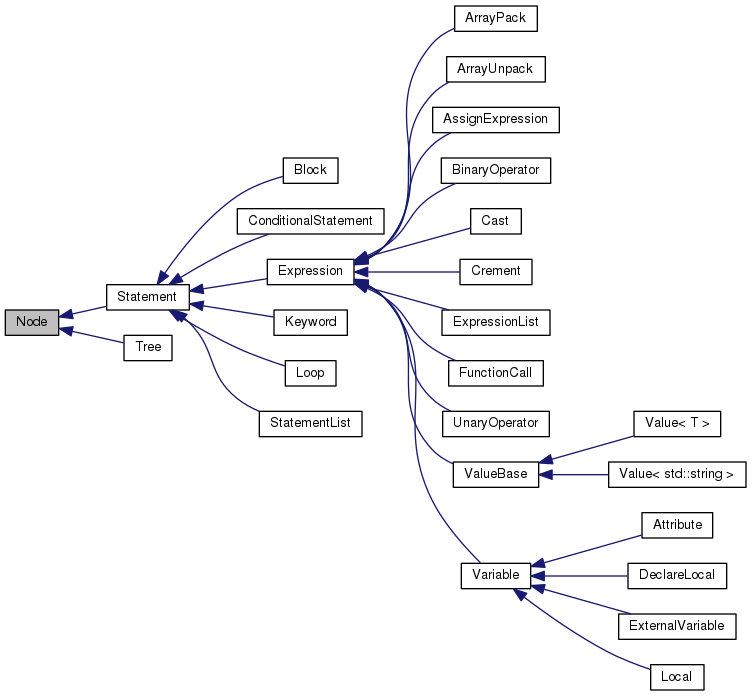 ArrayPack
ArrayUnpack
AssignExpression
Block
BinaryOperator
ConditionalStatement
Cast
Expression
Crement
Statement
Node
Keyword
ExpressionList
Tree
Loop
FunctionCall
StatementList
UnaryOperator
Value< T >
ValueBase
Value< std::string >
Attribute
Variable
DeclareLocal
ExternalVariable
Local